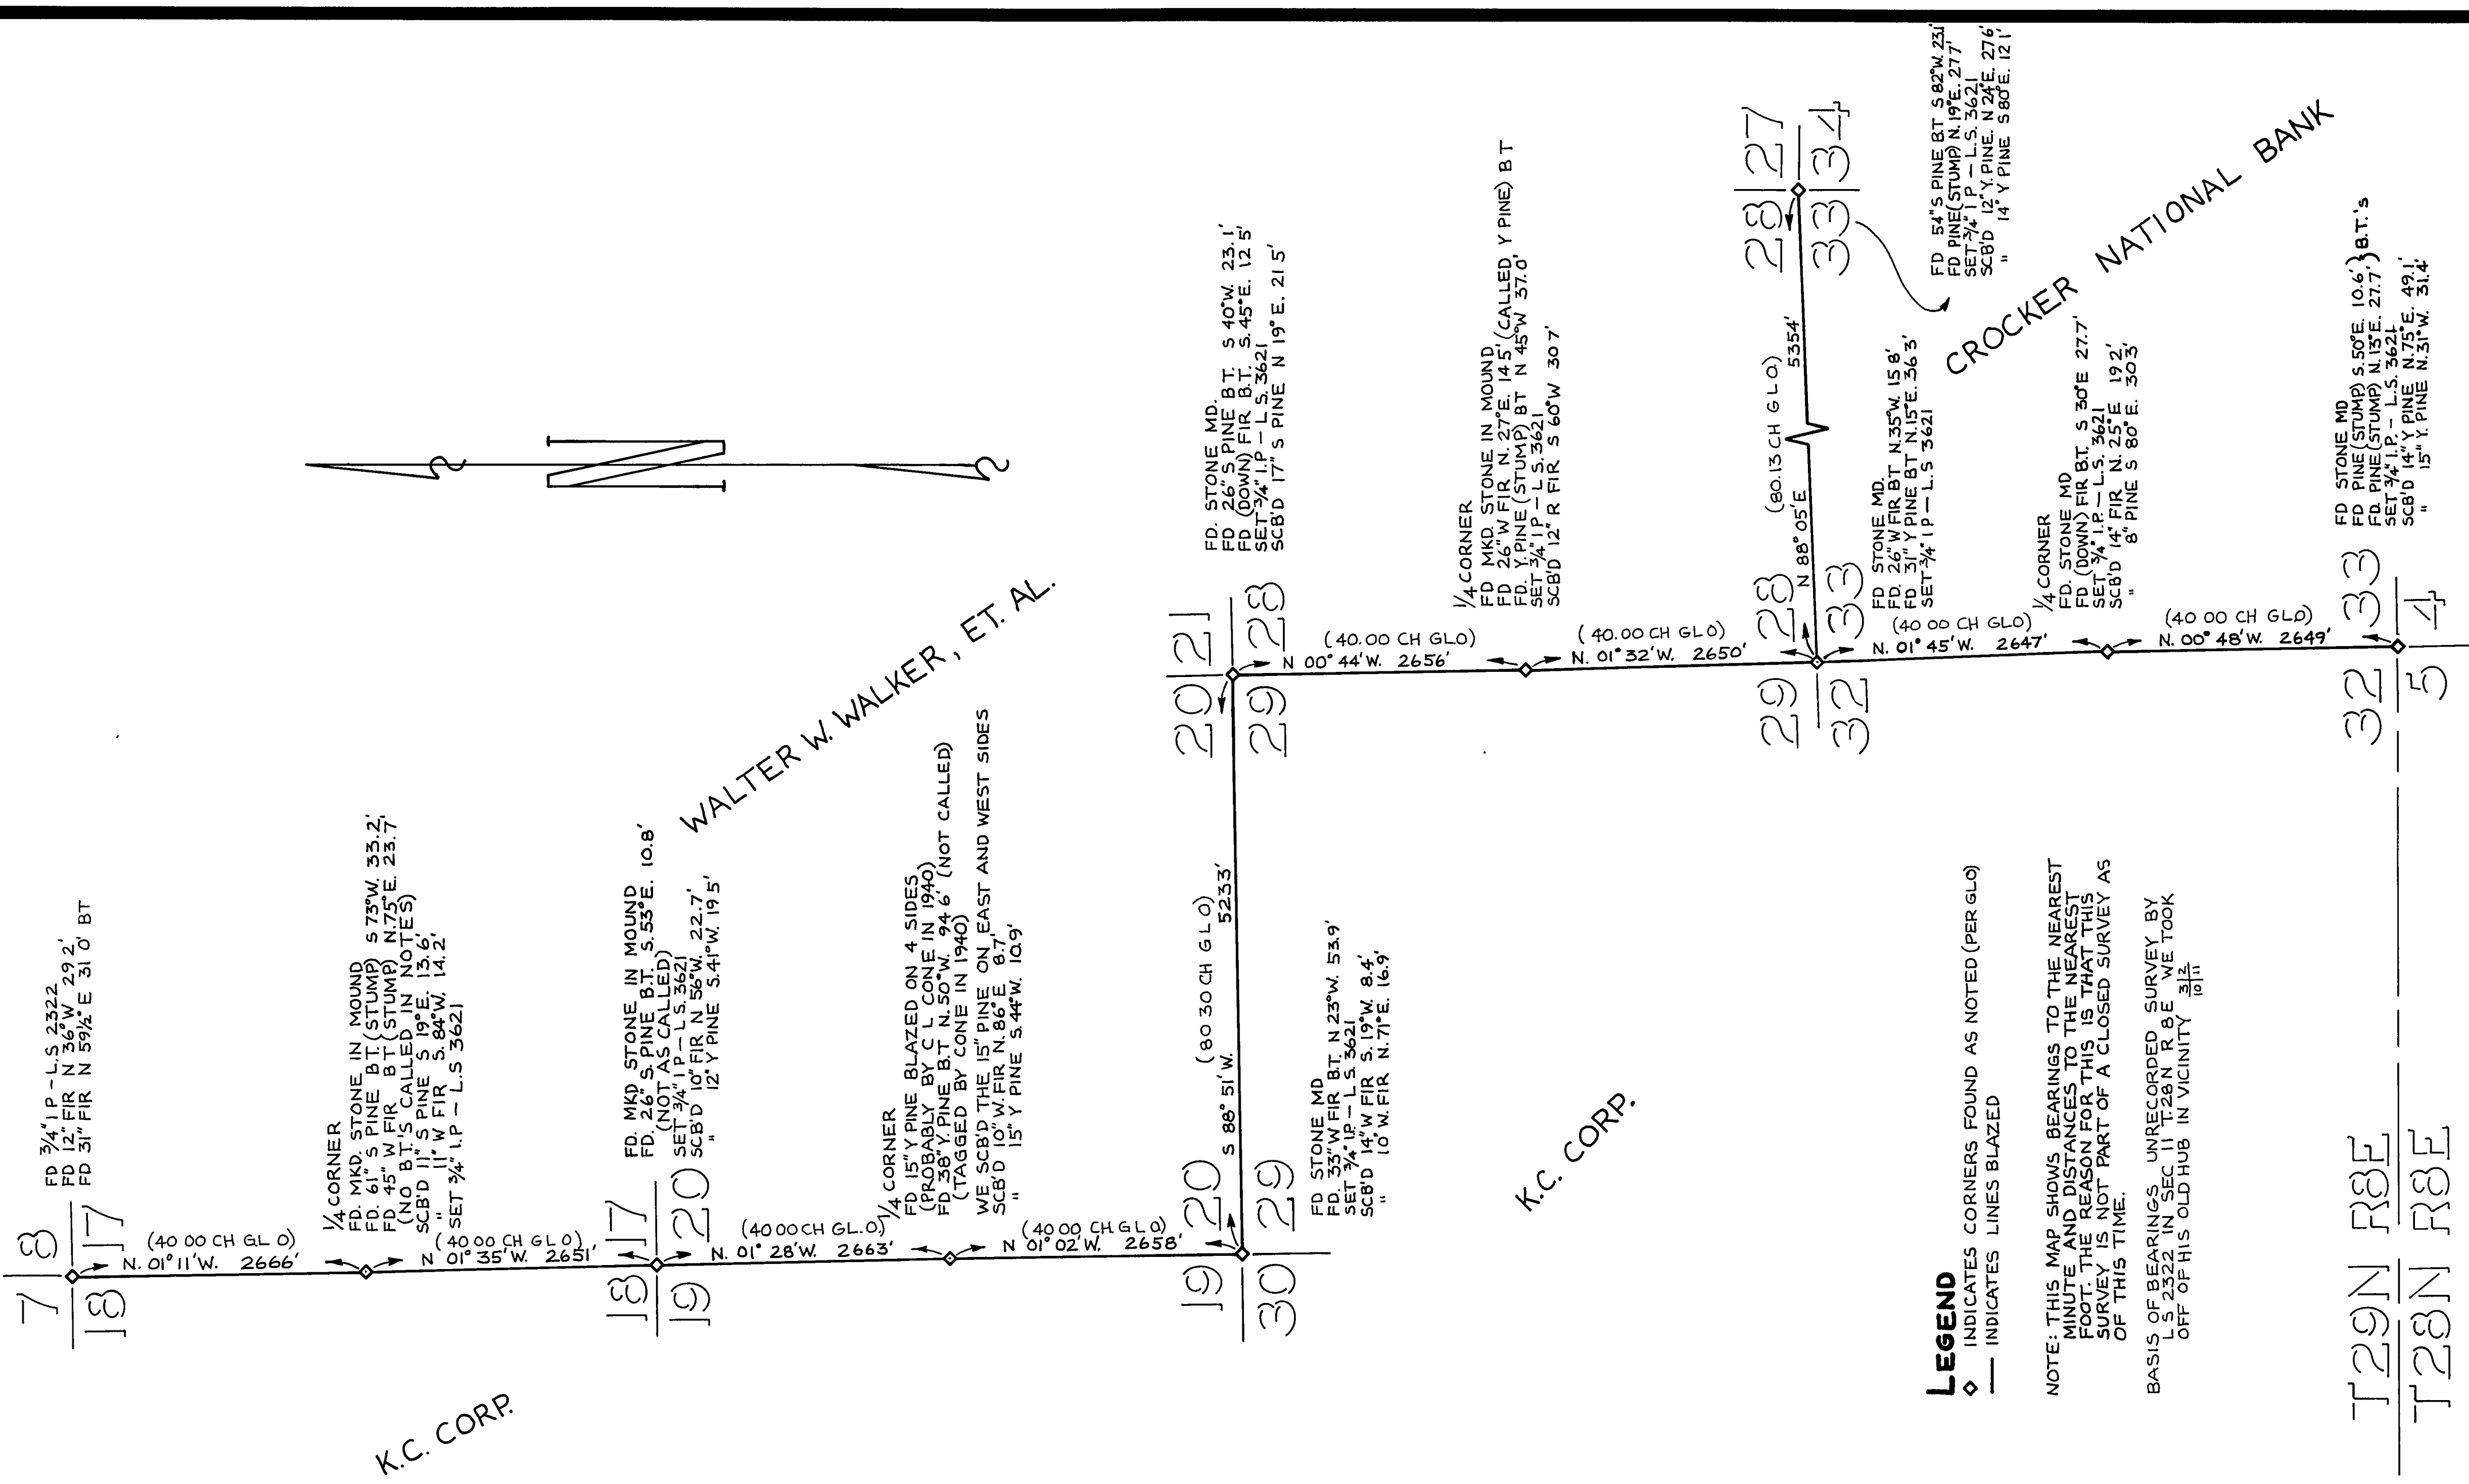 7 | 8
18 | 17
FD 3/4" I P – L.S 2322
FD 12" FIR N 36° W 29 2'
FD 31" FIR N 59½° E 31 0' BT
(40 00 CH GL O)
N. 01° 11' W. 2666'
1/4 CORNER
FD. MKD. STONE IN MOUND
FD. 61" S PINE BT. (STUMP) S 73° W. 33.2'
FD 45" W FIR BT (STUMP) N.75° E. 23.7'
(NO BT.'S CALLED IN NOTES)
SCB'D 11" S PINE S 19° E. 13.6'
" 11" W FIR S. 84° W. 14.2'
SET 3/4" I.P – L.S 3621
(40 00 CH GLO)
N 01° 35' W. 2651'
18 | 17
19 | 20
FD. MKD STONE IN MOUND
FD. 26" S. PINE B.T. S. 53° E. 10.8'
(NOT AS CALLED)
SET 3/4" I P – L S. 3621
SCB'D 10" FIR N 56° W. 22.7'
" 12" Y PINE S. 41° W. 19 5'
WALTER W. WALKER, ET. AL.
(40 00 CH GL.O.)
N. 01° 28' W. 2663'
1/4 CORNER
FD 15" Y PINE BLAZED ON 4 SIDES
(PROBABLY BY C L CONE IN 1940)
FD 38" Y. PINE B.T N. 50° W. 94 6' (NOT CALLED)
(TAGGED BY CONE IN 1940)
WE SCB'D THE 15" PINE ON EAST AND WEST SIDES
SCB'D 10" W. FIR N. 86° E 8.7'
" 15" Y PINE S. 44° W. 10.9'
(40 00 CH. G L O)
N 01° 02' W. 2658'
19 | 20
30 | 29
FD STONE MD
FD. 33" W FIR BT. N 23° W. 53.9'
SET 3/4" I P. – L S. 3621
SCB'D 14" W FIR S. 19° W. 8.4'
" 10" W. FIR N. 71° E. 16.9'
(80 30 CH G L O)
S 88° 51' W. 5233'
20 | 21
29 | 28
FD. STONE MD.
FD 26" S PINE B T. S 40° W. 23.1'
FD (DOWN) FIR B.T. S. 45° E. 12 5'
SET 3/4" I.P – L S. 3621
SCB'D 17" S PINE N 19° E. 21 5'
(40.00 CH GLO)
N 00° 44' W. 2656'
1/4 CORNER
FD MKD. STONE IN MOUND
FD 26" W FIR N. 27° E. 14 5' (CALLED Y PINE) B T
FD. Y. PINE (STUMP) BT N 45° W 37.0'
SET 3/4" I P – L S. 3621
SCB'D 12" R FIR S 60° W 30 7'
(40.00 CH GL O)
N. 01° 32' W. 2650'
29 | 28
32 | 33
FD STONE MD.
FD. 26" W FIR BT N. 35° W. 15 8'
FD 31" Y PINE BT N. 15° E. 36 3'
SET 3/4" I P – L.S 3621
(80.13 CH G L O.)
N 88° 05' E 5354'
28 | 27
33 | 34
FD 54" S PINE B.T S 82° W. 23.1'
FD PINE (STUMP) N. 19° E. 27 7'
SET 3/4" I P – L. S. 3621
SCB'D 12" Y. PINE. N 24° E. 27 6'
" 14" Y PINE S 80° E. 12 1'
CROCKER NATIONAL BANK
(40 00 CH GLO)
N. 01° 45' W. 2647'
1/4 CORNER
FD. STONE MD
FD (DOWN) FIR B.T. S 30° E 27.7'
SET 3/4" I.P. – L.S. 3621
SCB'D 14" FIR N. 25° E 19 2'
" 8" PINE S 80° E. 30 3'
(40 00 CH GLO)
N. 00° 48' W. 2649'
32 | 33
5 | 4
FD STONE MD
FD PINE (STUMP) S. 50° E. 10.6' } B.T.'s
FD. PINE (STUMP) N. 13° E. 27.7' }
SET 3/4" I.P. – L.S. 3621
SCB'D 14" Y PINE N. 75° E. 49.1'
" 15" Y. PINE N. 31° W. 31.4'
K.C. CORP.
K.C. CORP.
LEGEND
INDICATES CORNERS FOUND AS NOTED (PER GLO)
INDICATES LINES BLAZED
NOTE: THIS MAP SHOWS BEARINGS TO THE NEAREST
MINUTE AND DISTANCES TO THE NEAREST
FOOT. THE REASON FOR THIS IS THAT THIS
SURVEY IS NOT PART OF A CLOSED SURVEY AS
OF THIS TIME.
BASIS OF BEARINGS UNRECORDED SURVEY BY
L S 2322 IN SEC 11 T. 28N R 8E WE TOOK
OFF OF HIS OLD HUB IN VICINITY 3|2 10|11
T29N R8E
T28N R8E
N